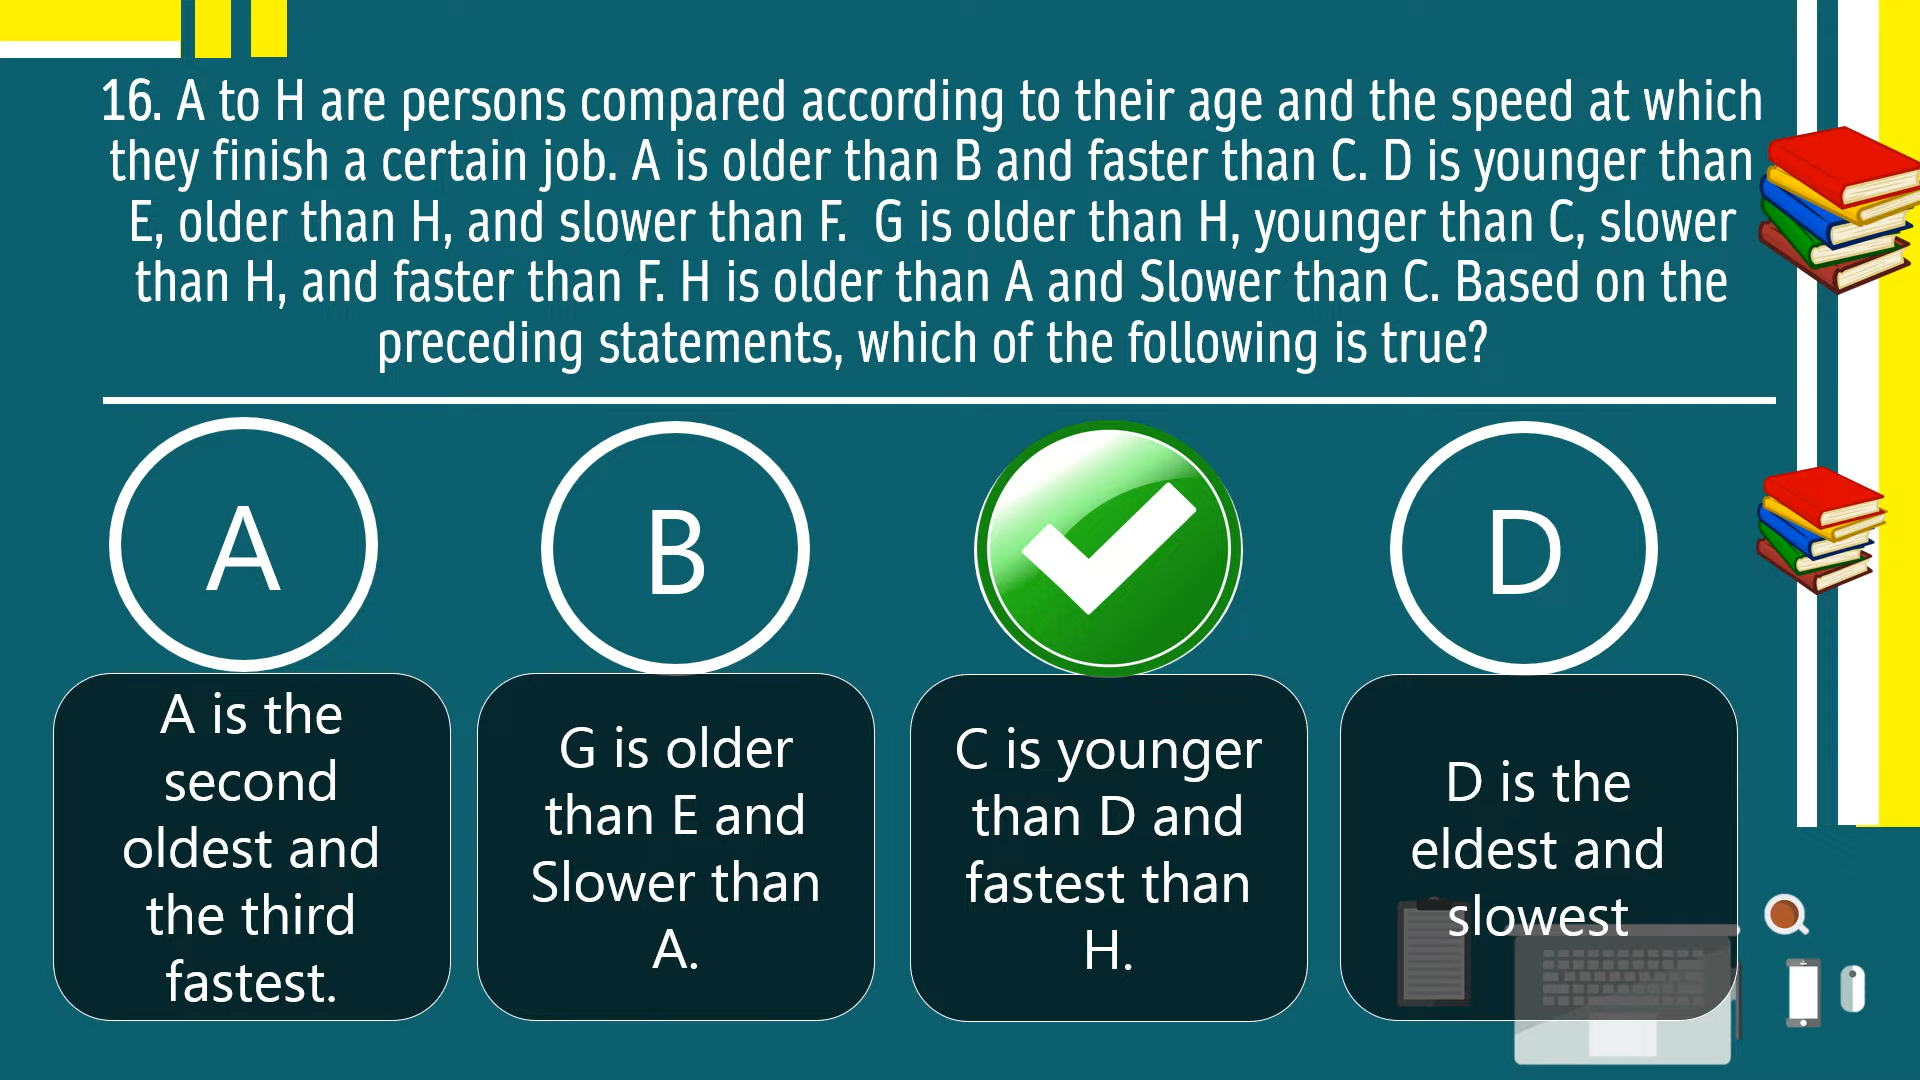 16. A to H are persons compared according to their age and the speed at which
they finish a certain job. A is older than B and faster than C. D is younger than
E, older than H, and slower than F.  G is older than H, younger than C, slower
than H, and faster than F. H is older than A and Slower than C. Based on the
preceding statements, which of the following is true?
A
A is the
second
oldest and
the third
fastest.
B
G is older
than E and
Slower than
A.
C is younger
than D and
fastest than
H.
D
D is the
eldest and
slowest